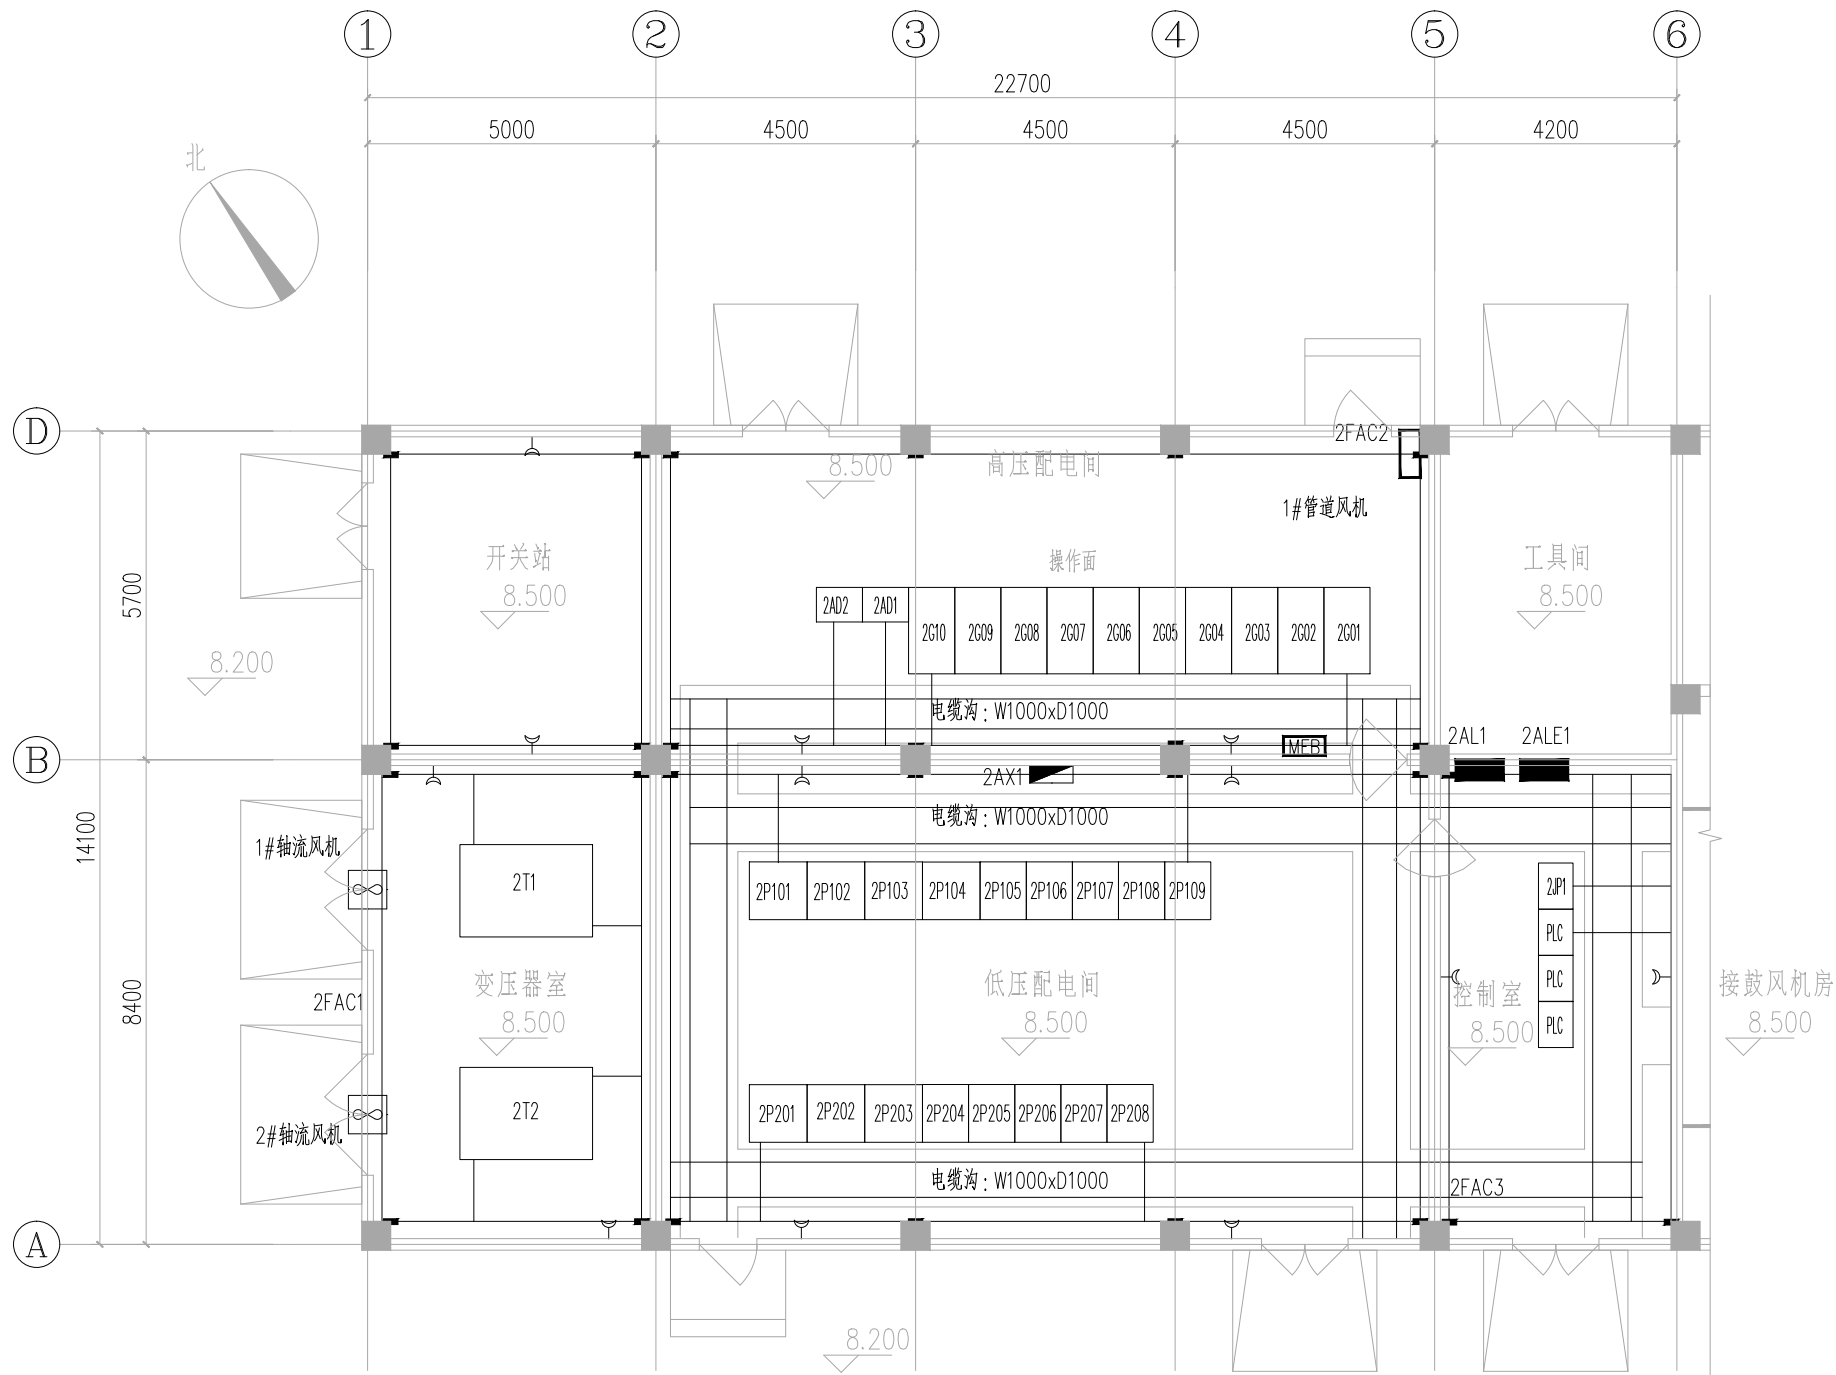 1 2 3 4 5 6
22700
5000 4500 4500 4500 4200
北
D
2FAC2
8.500 高压配电间
1#管道风机
开关站 操作面 工具间
8.500 8.500
5700
2AD2 2AD1
2G10 2G09 2G08 2G07 2G06 2G05 2G04 2G03 2G02 2G01
8.200
电缆沟:W1000xD1000
2AL1 2ALE1
MEB
B
2AX1
电缆沟:W1000xD1000
14100
1#轴流风机
2T1
2P101 2P102 2P103 2P104 2P105 2P106 2P107 2P108 2P109
2JP1
PLC
PLC
PLC
变压器室 低压配电间 控制室 接鼓风机房
8400
2FAC1
8.500 8.500 8.500 8.500
2T2
2P201 2P202 2P203 2P204 2P205 2P206 2P207 2P208
2#轴流风机
电缆沟:W1000xD1000
2FAC3
A
8.200